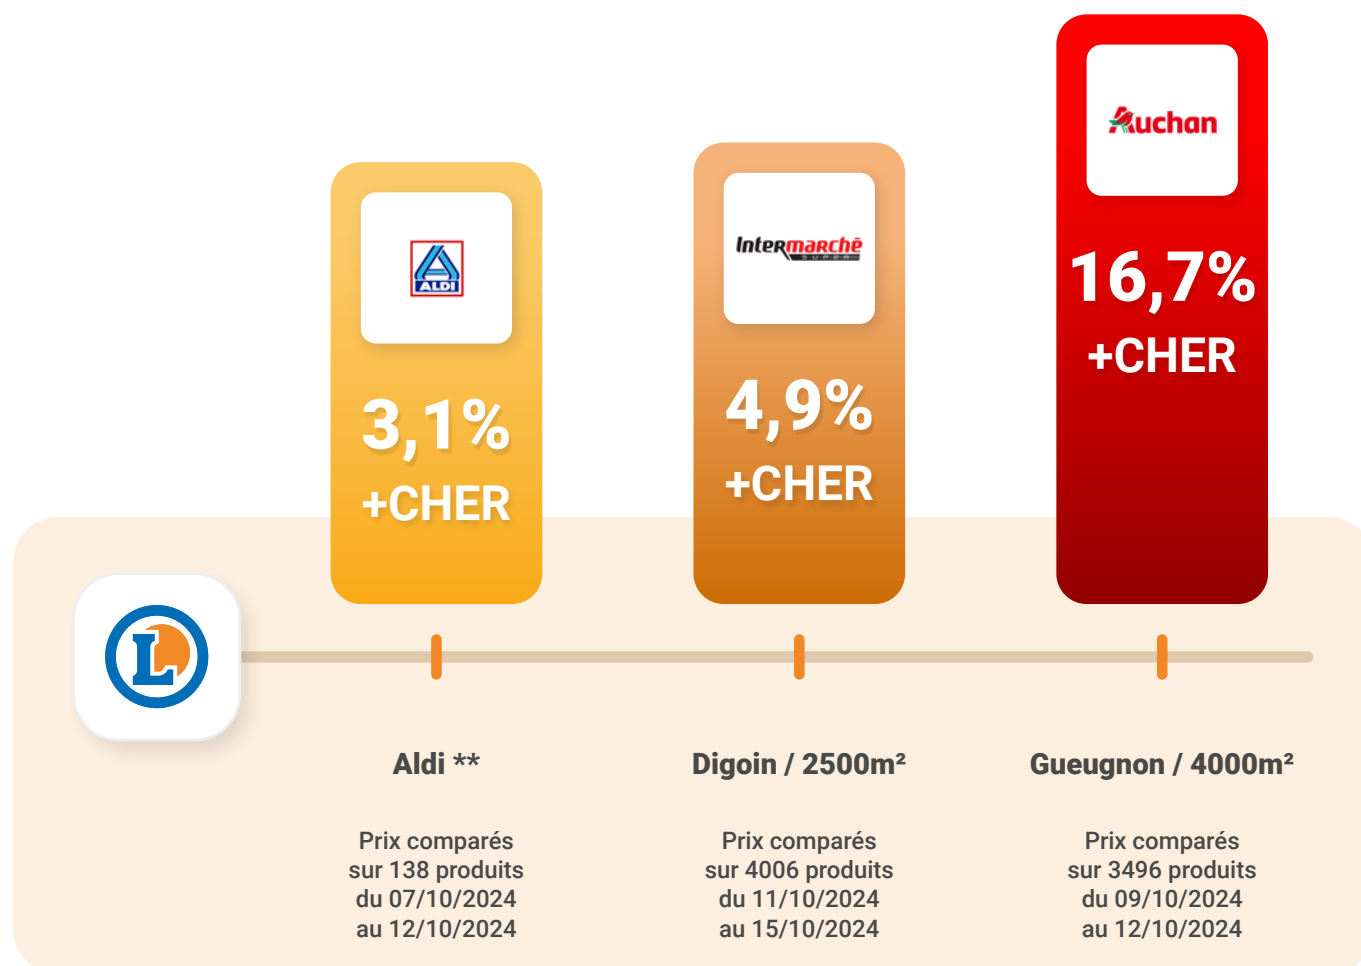 ALDI
3,1%
+CHER
Intermarchē
SUPER
4,9%
+CHER
Auchan
16,7%
+CHER
L
Aldi **
Prix comparés
sur 138 produits
du 07/10/2024
au 12/10/2024
Digoin / 2500m²
Prix comparés
sur 4006 produits
du 11/10/2024
au 15/10/2024
Gueugnon / 4000m²
Prix comparés
sur 3496 produits
du 09/10/2024
au 12/10/2024